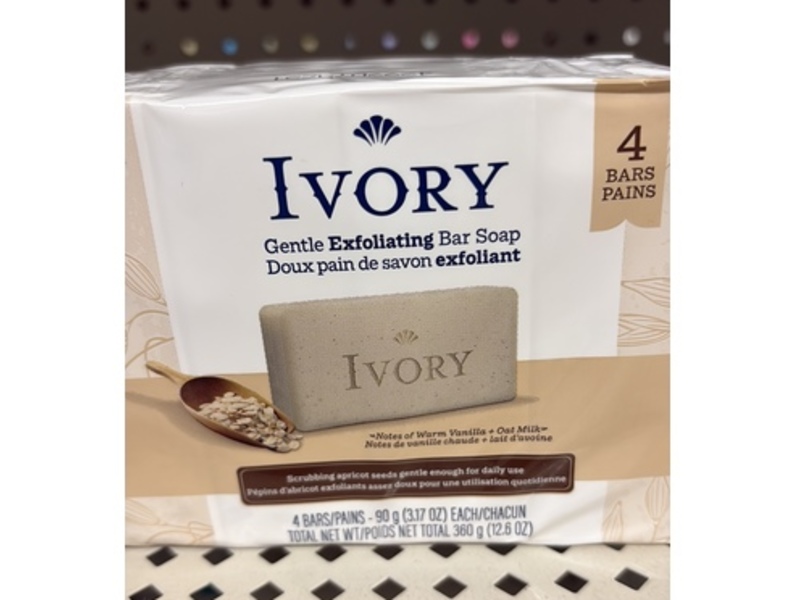 IVORY
Gentle Exfoliating Bar Soap
Doux pain de savon exfoliant
4
BARS
PAINS
IVORY
~Notes of Warm Vanilla + Oat Milk~
Notes de vanille chaude + lait d'avoine
Scrubbing apricot seeds gentle enough for daily use
Pépins d'abricot exfoliants assez doux pour une utilisation quotidienne
4 BARS/PAINS - 90 g (3.17 OZ) EACH/CHACUN
TOTAL NET WT/POIDS NET TOTAL 360 g (12.6 OZ)